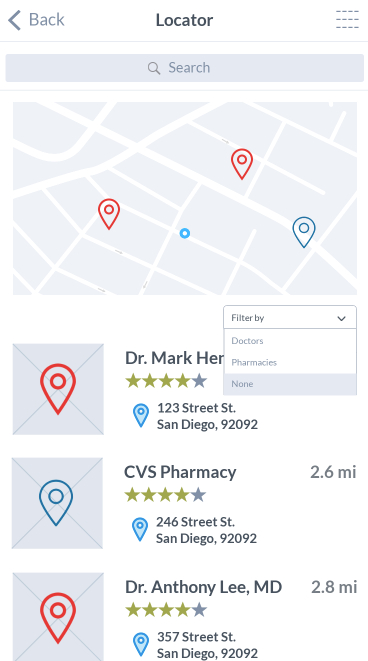 Back
Locator
Search
Filter by
Doctors
Pharmacies
None
Dr. Mark
123 Street St.
San Diego, 92092
CVS Pharmacy
2.6 mi
246 Street St.
San Diego, 92092
Dr. Anthony Lee, MD
2.8 mi
357 Street St.
San Diego, 92092